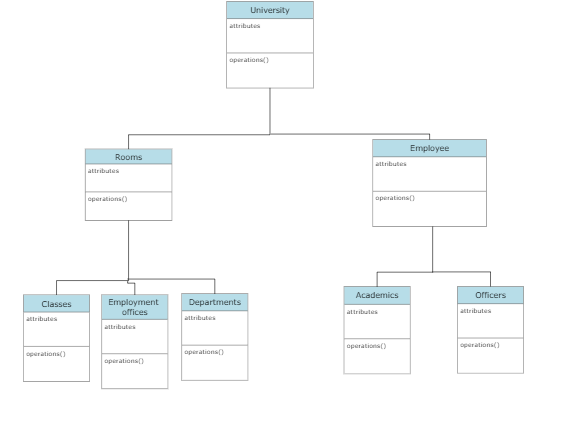 University
attributes
operations()
Rooms
attributes
operations()
Employee
attributes
operations()
Classes
attributes
operations()
Employment
offices
attributes
operations()
Departments
attributes
operations()
Academics
attributes
operations()
Officers
attributes
operations()